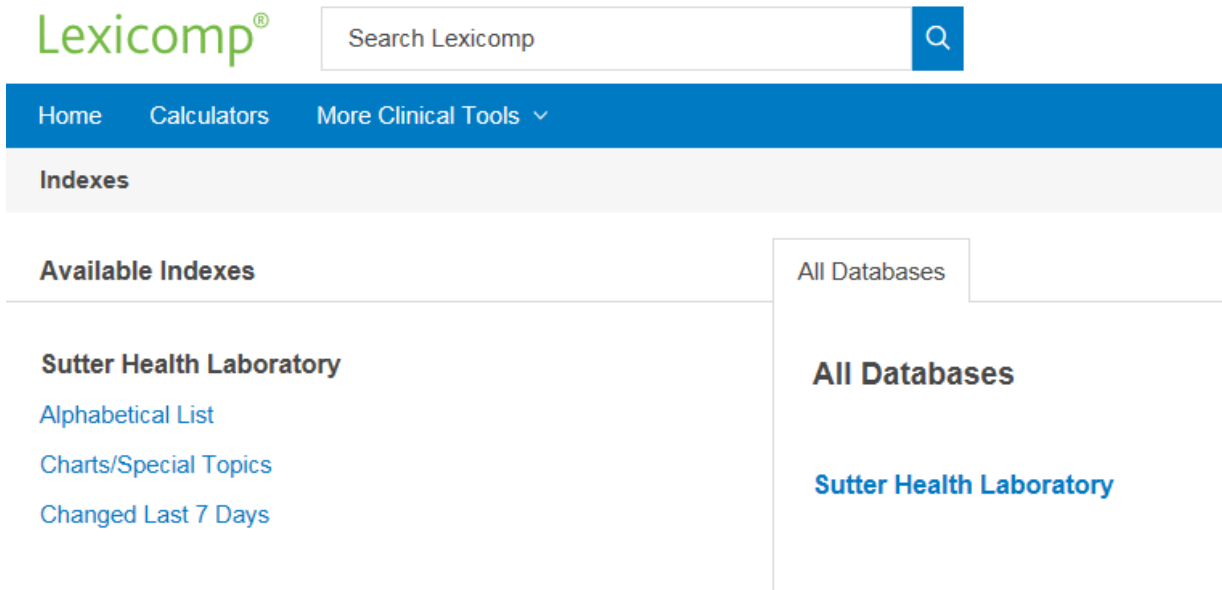 Lexicomp®
Search Lexicomp
Home Calculators More Clinical Tools
Indexes
Available Indexes
All Databases
Sutter Health Laboratory
Alphabetical List
Charts/Special Topics
Changed Last 7 Days
All Databases
Sutter Health Laboratory